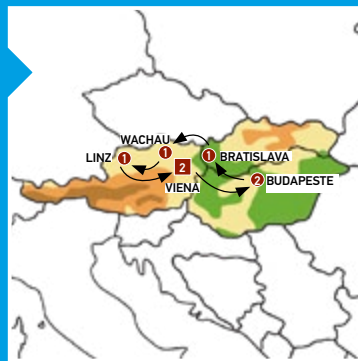 WACHAU
1
LINZ 1
1 BRATISLAVA
2
VIENA
2 BUDAPESTE